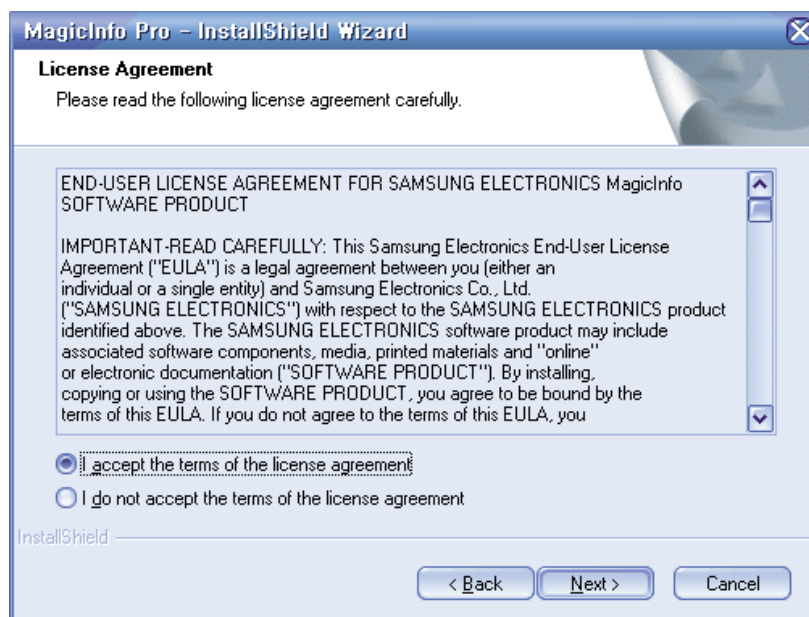 MagicInfo Pro - InstallShield Wizard
License Agreement
Please read the following license agreement carefully.
END-USER LICENSE AGREEMENT FOR SAMSUNG ELECTRONICS MagicInfo
SOFTWARE PRODUCT
IMPORTANT-READ CAREFULLY: This Samsung Electronics End-User License
Agreement ("EULA") is a legal agreement between you (either an
individual or a single entity) and Samsung Electronics Co., Ltd.
("SAMSUNG ELECTRONICS") with respect to the SAMSUNG ELECTRONICS product
identified above. The SAMSUNG ELECTRONICS software product may include
associated software components, media, printed materials and "online"
or electronic documentation ("SOFTWARE PRODUCT"). By installing,
copying or using the SOFTWARE PRODUCT, you agree to be bound by the
terms of this EULA. If you do not agree to the terms of this EULA, you
I accept the terms of the license agreement
I do not accept the terms of the license agreement
InstallShield
< Back
Next >
Cancel